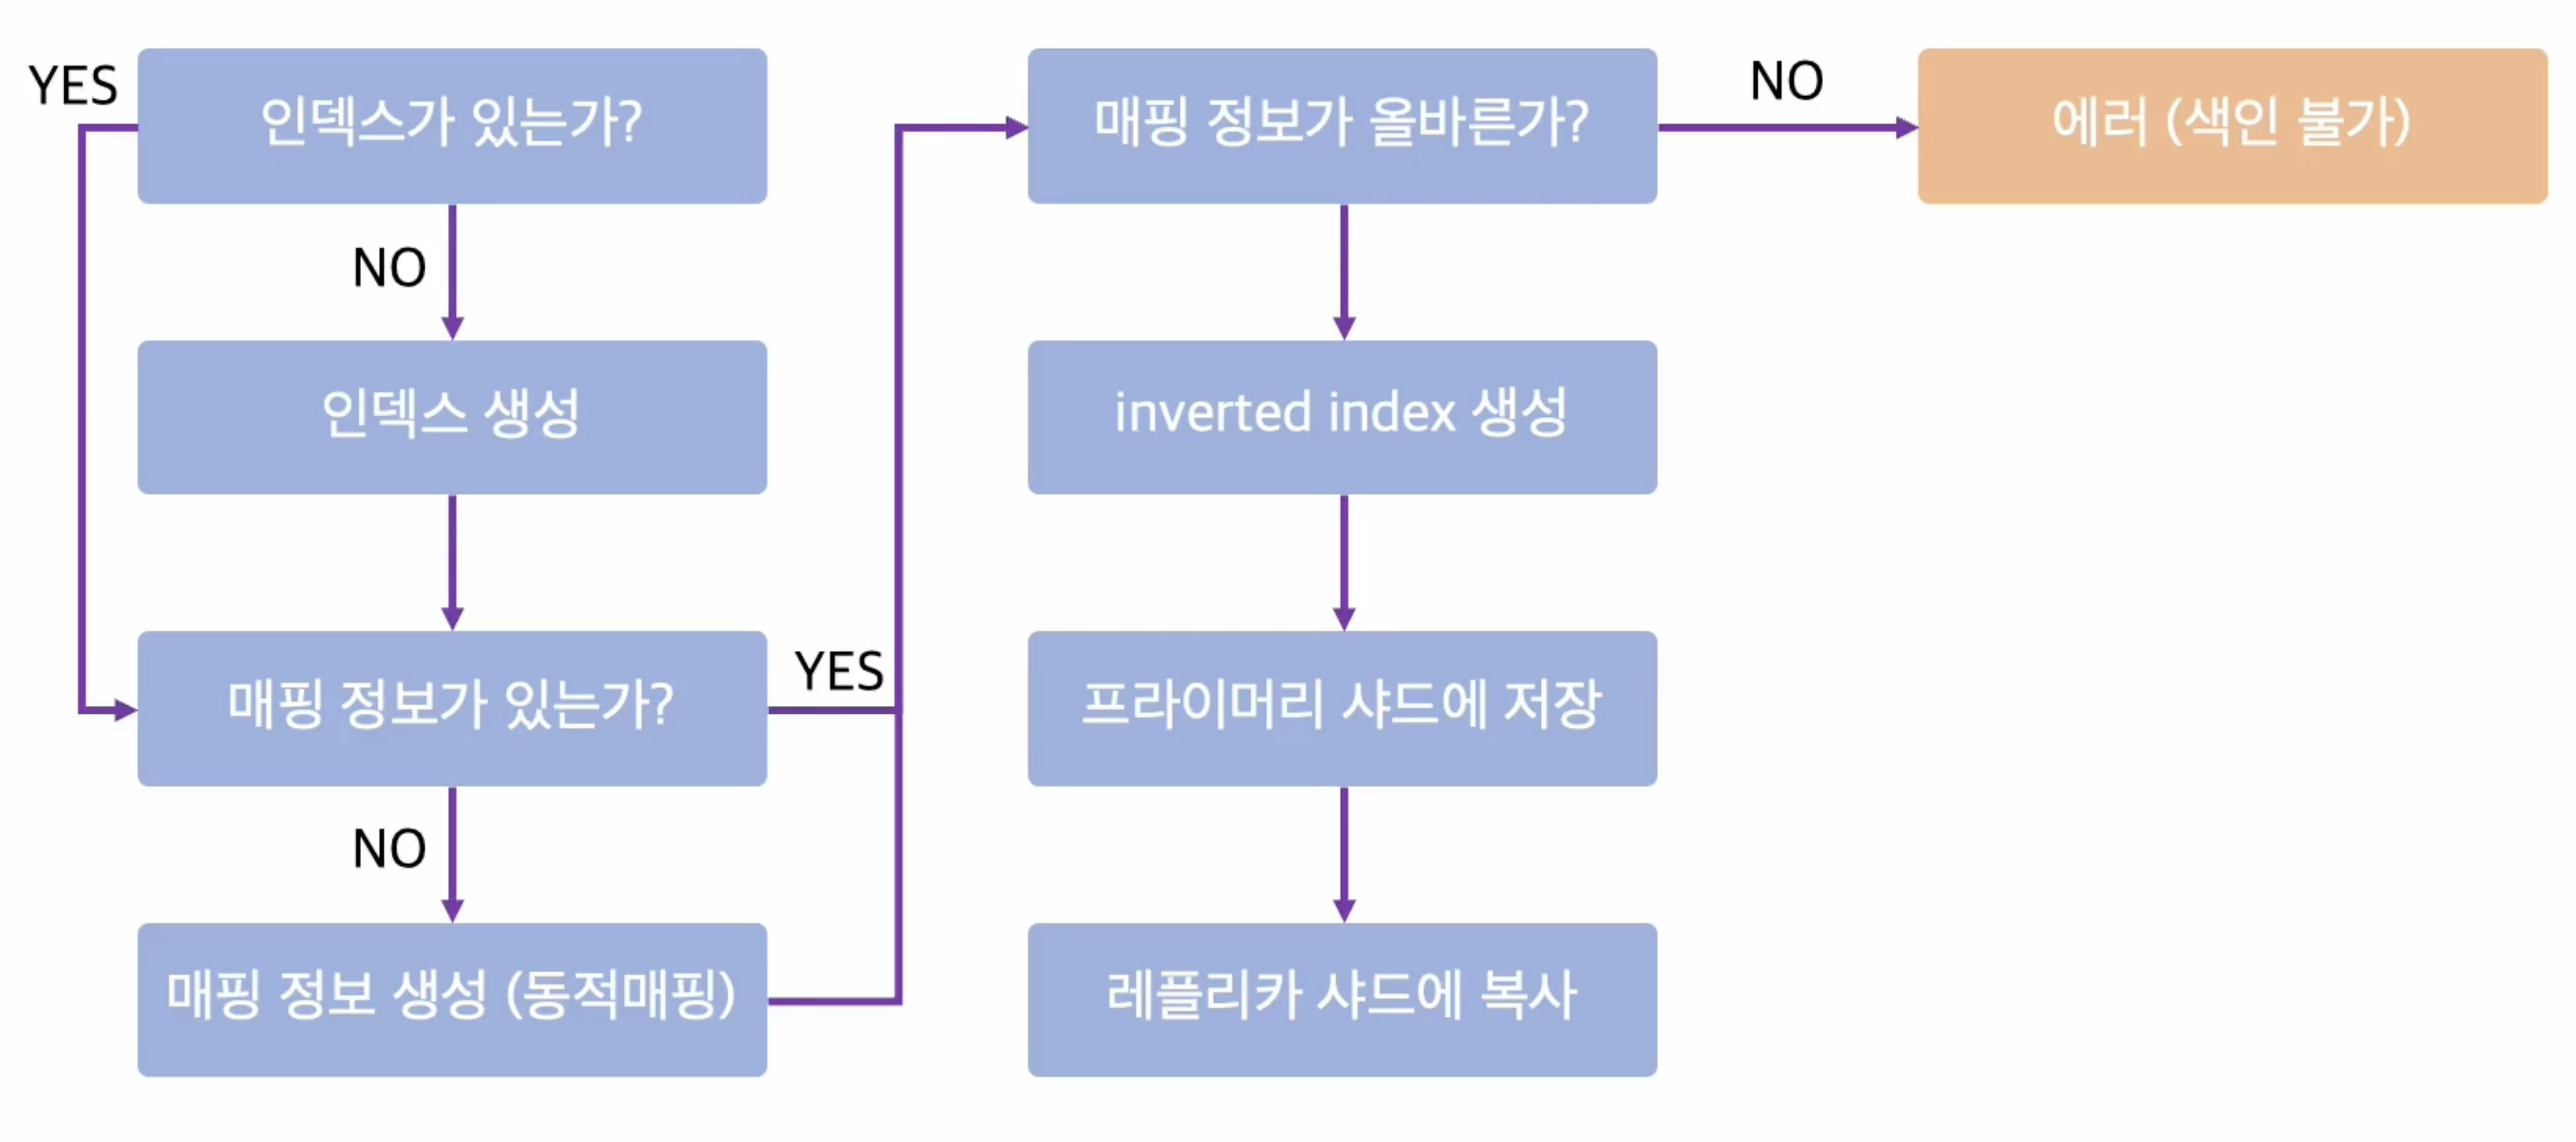 YES
인덱스가 있는가?
NO
인덱스 생성
매핑 정보가 있는가?
YES
NO
매핑 정보 생성 (동적매핑)
매핑 정보가 올바른가?
NO
에러 (색인 불가)
inverted index 생성
프라이머리 샤드에 저장
레플리카 샤드에 복사